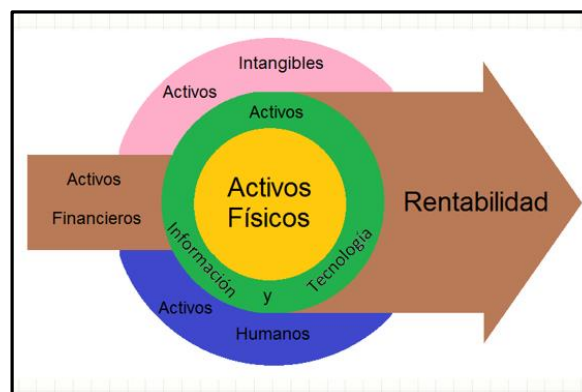 Intangibles
Activos
Activos
Activos
Financieros
Activos
Físicos
Rentabilidad
Información
y
Tecnología
Activos
Humanos